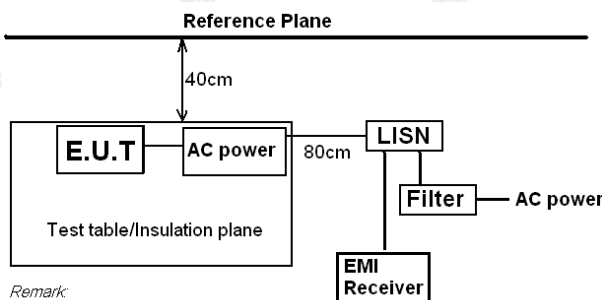 Reference Plane
40cm
E.U.T
AC power
80cm
LISN
Filter
AC power
Test table/Insulation plane
EMI
Receiver
Remark: